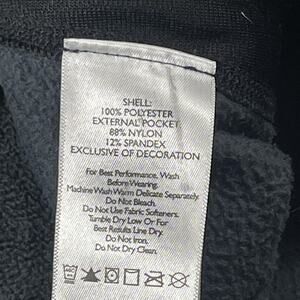 SHELL:
100% POLYESTER
EXTERNAL POCKET:
88% NYLON
12% SPANDEX
EXCLUSIVE OF DECORATION
For Best Performance, Wash
Before Wearing.
Machine Wash Warm Delicate Separately.
Do Not Bleach.
Do Not Use Fabric Softeners.
Tumble Dry Low Or For
Best Results Line Dry.
Do Not Iron.
Do Not Dry Clean.